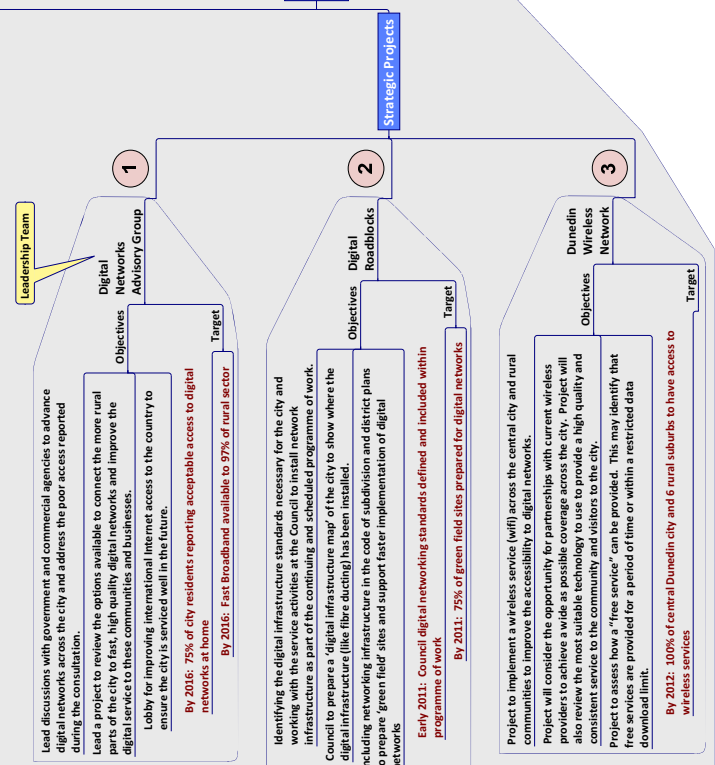 Strategic Projects
1
Leadership Team
Digital
Networks
Advisory Group
Objectives
Lead discussions with government and commercial agencies to advance
digital networks across the city and address the poor access reported
during the consultation.
Lead a project to review the options available to connect the more rural
parts of the city to fast, high quality digital networks and improve the
digital service to these communities and businesses.
Lobby for improving international Internet access to the country to
ensure the city is serviced well in the future.
Target
By 2016: 75% of city residents reporting acceptable access to digital
networks at home
By 2016: Fast Broadband available to 97% of rural sector
2
Digital
Roadblocks
Objectives
Identifying the digital infrastructure standards necessary for the city and
working with the service activities at the Council to install network
infrastructure as part of the continuing and scheduled programme of work.
Council to prepare a 'digital infrastructure map' of the city to show where the
digital infrastructure (like fibre ducting) has been installed.
ncluding networking infrastructure in the code of subdivision and district plans
o prepare 'green field' sites and support faster implementation of digital
networks
Target
Early 2011: Council digital networking standards defined and included within
programme of work
By 2011: 75% of green field sites prepared for digital networks
3
Dunedin
Wireless
Network
Objectives
Project to implement a wireless service (wifi) across the central city and rural
communities to improve the accessibility to digital networks.
Project will consider the opportunity for partnerships with current wireless
providers to achieve a wide as possible coverage across the city. Project will
also review the most suitable technology to use to provide a high quality and
consistent service to the community and visitors to the city.
Project to assess how a "free service" can be provided. This may identify that
free services are provided for a period of time or within a restricted data
download limit.
Target
By 2012: 100% of central Dunedin city and 6 rural suburbs to have access to
wireless services